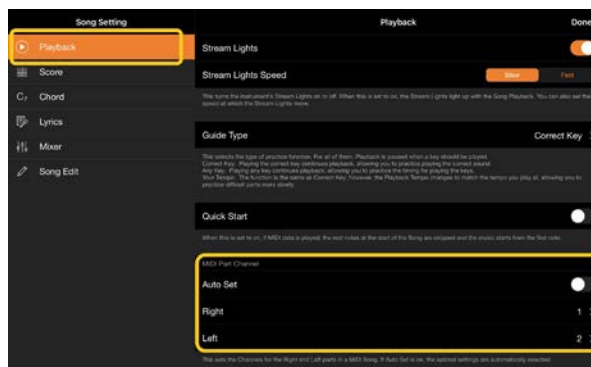 Song Setting
Playback
Done
Playback
Score
Chord
Lyrics
Mixer
Song Edit
Stream Lights
Stream Lights Speed
Slow
Fast
This turns the instrument's Stream Lights on or off. When this is set to on, the Stream Lights light up with the Song Playback. You can also set the
speed at which the Stream Lights move.
Guide Type
Correct Key
This selects the type of practice function. For all of them, Playback is paused when a key should be played.
Correct Key: Playing the correct key continues playback, allowing you to practice playing the correct sound.
Any Key: Playing any key continues playback, allowing you to practice the timing for playing the keys.
Your Tempo: The function is the same as Correct Key, however the Playback Tempo changes to match the tempo you play at, allowing you to
practice difficult parts more slowly.
Quick Start
When this is set to on, if MIDI data is played, the rest notes at the start of the Song are skipped and the music starts from the first note.
MIDI Part Channel
Auto Set
Right
1
Left
2
This sets the Channels for the Right and Left parts in a MIDI Song. If Auto Set is on, the optimal settings are automatically selected.